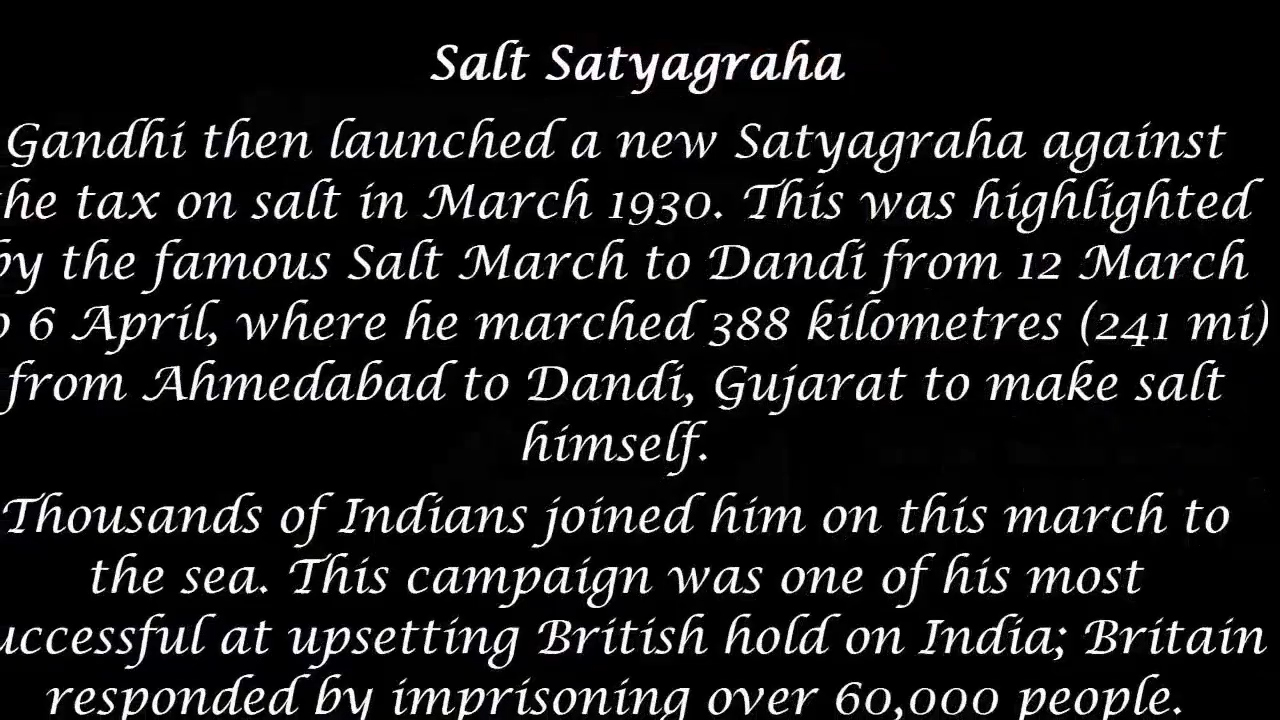 Salt Satyagraha
Gandhi then launched a new Satyagraha against
he tax on salt in March 1930. This was highlighted
by the famous Salt March to Dandi from 12 March
o 6 April, where he marched 388 kilometres (241 mi)
from Ahmedabad to Dandi, Gujarat to make salt
himself.
Thousands of Indians joined him on this march to
the sea. This campaign was one of his most
uccessful at upsetting British hold on India; Britain
responded by imprisoning over 60,000 people.